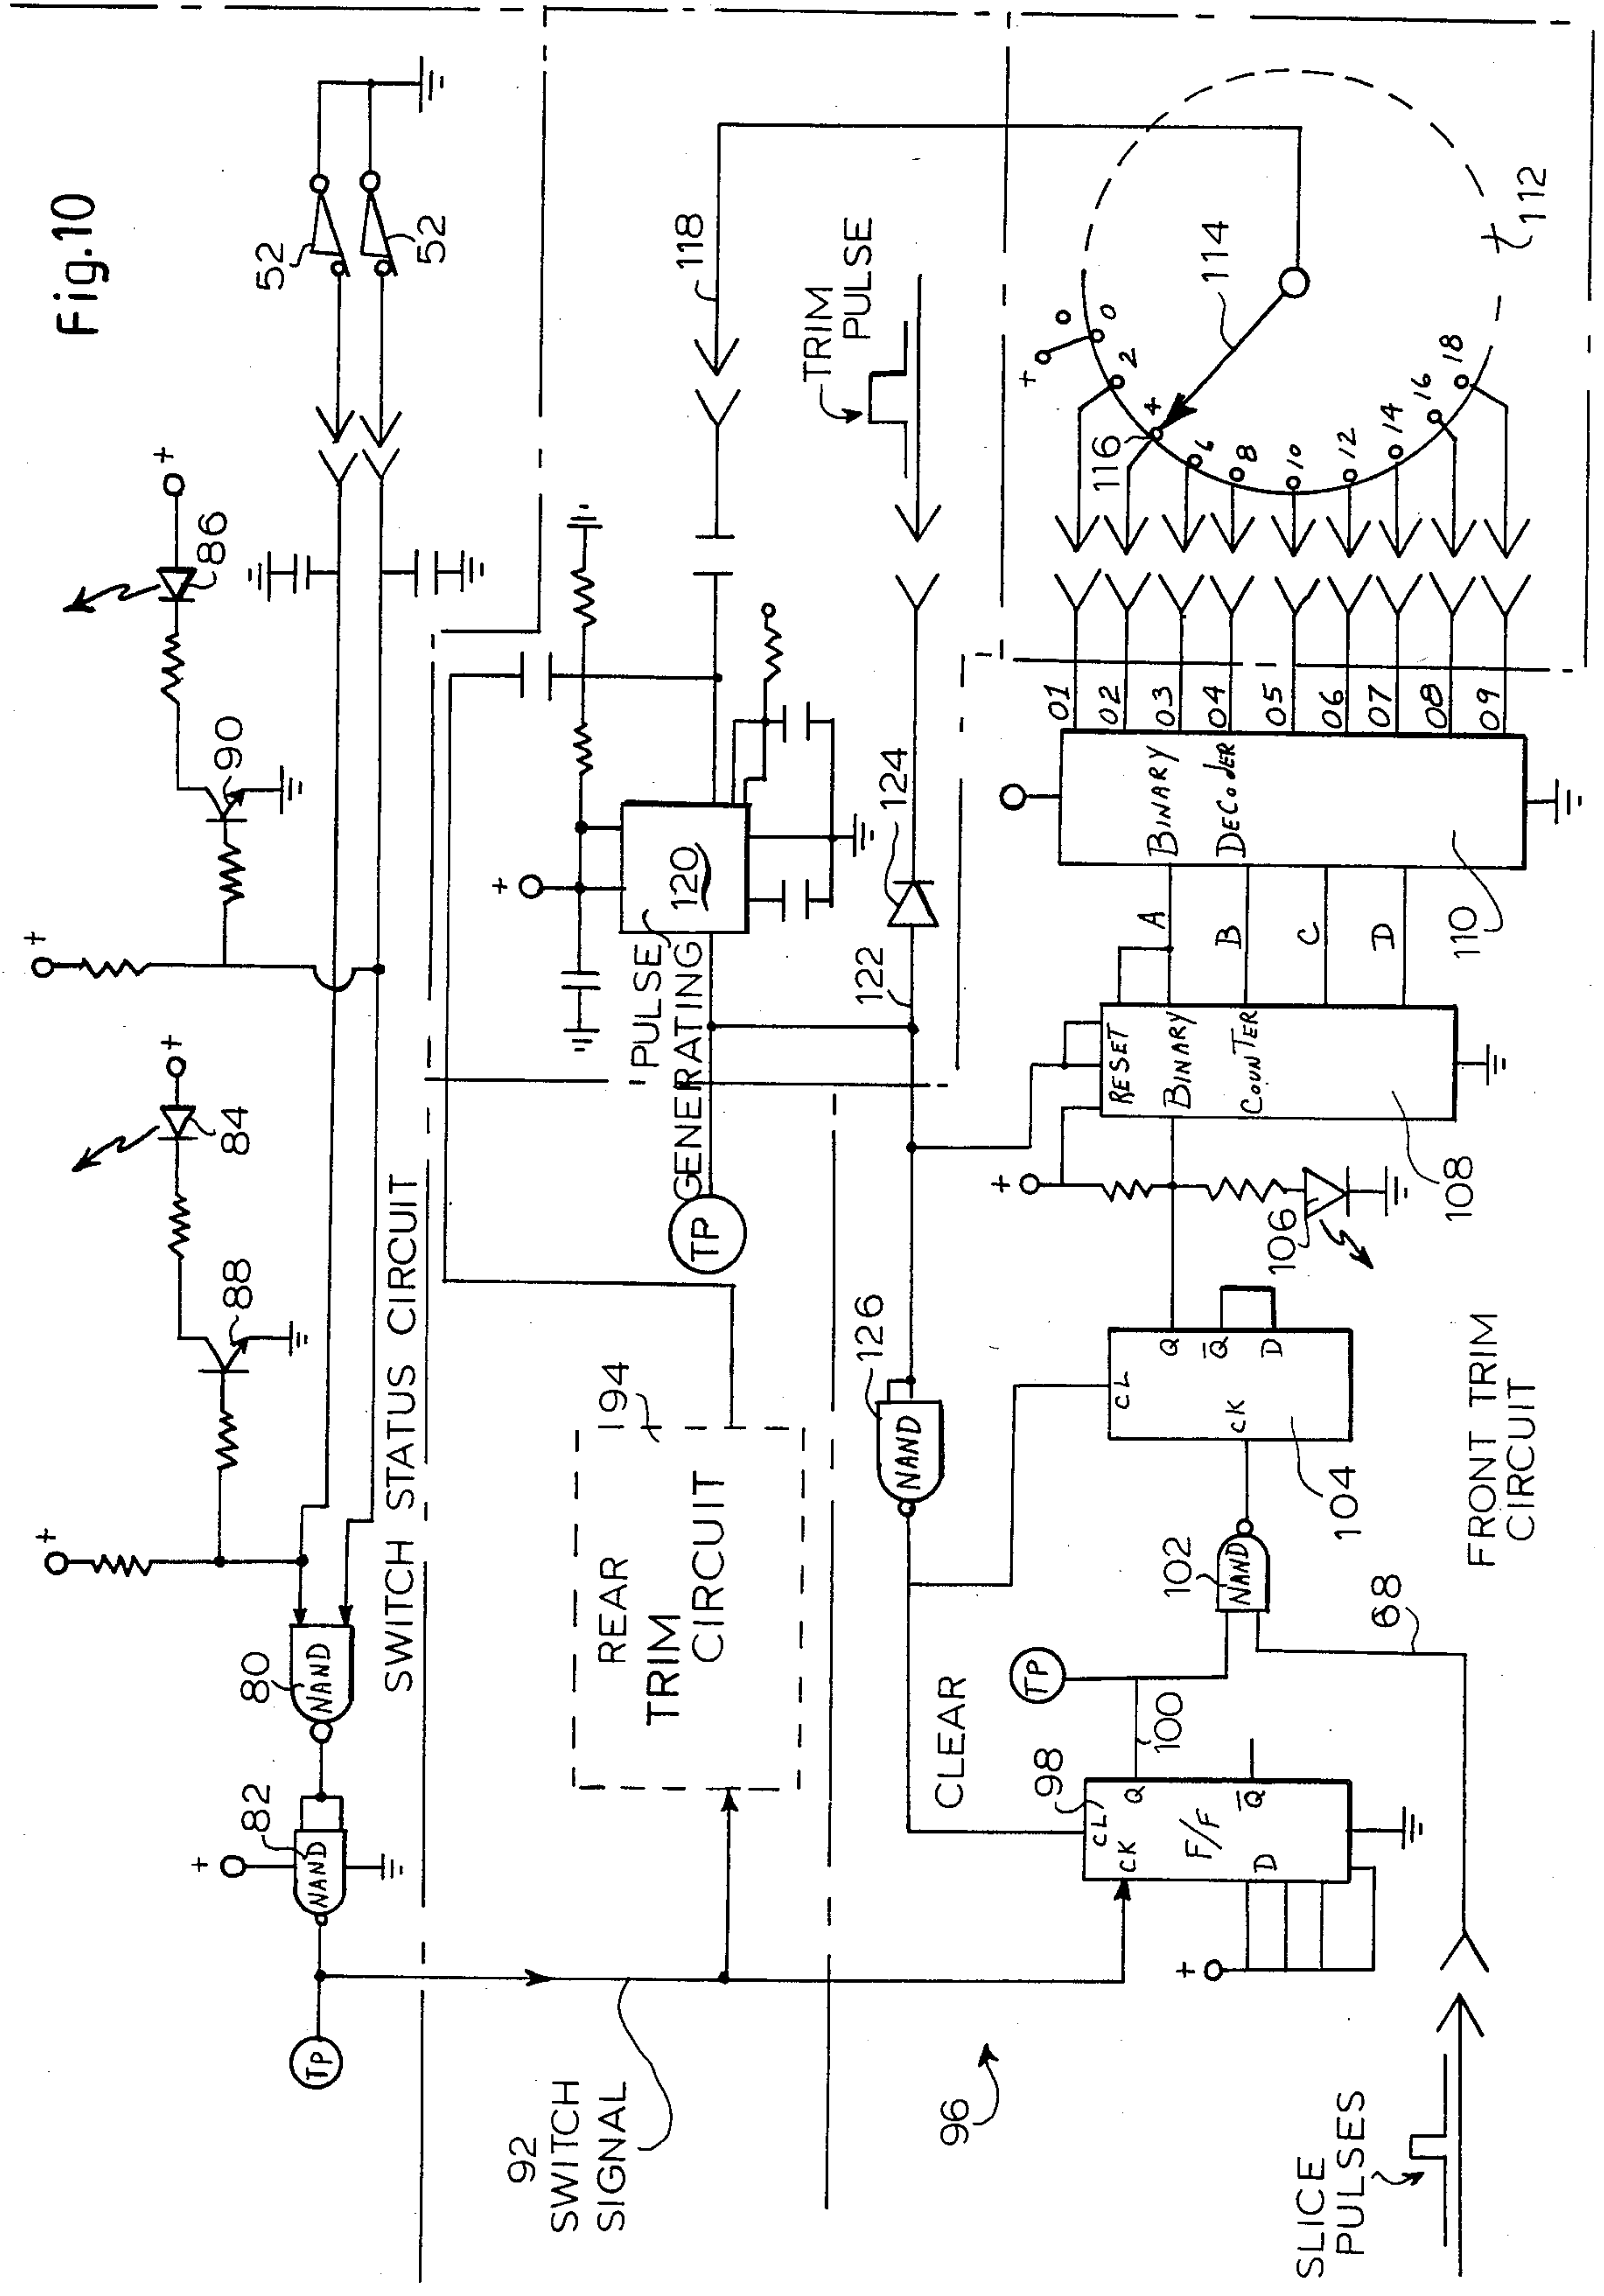 Fig.10
52
52
+
86
90
+
+
84
88
+
80
NAND
82
NAND
+
TP
SWITCH STATUS CIRCUIT
118
TRIM
PULSE
+
120
PULSE
GENERATING
TP
122
124
194
REAR
TRIM
CIRCUIT
126
NAND
CLEAR
92
SWITCH
SIGNAL
96
114
112
116
+
0
2
4
6
8
10
12
14
16
18
01
02
03
04
05
06
07
08
09
BINARY
DECODER
110
A
B
C
D
RESET
BINARY
COUNTER
108
+
106
CL
Q
Q̅
D
CK
104
102
NAND
68
TP
100
98
CL
CK
Q
F/F
Q̅
D
+
FRONT TRIM
CIRCUIT
SLICE
PULSES